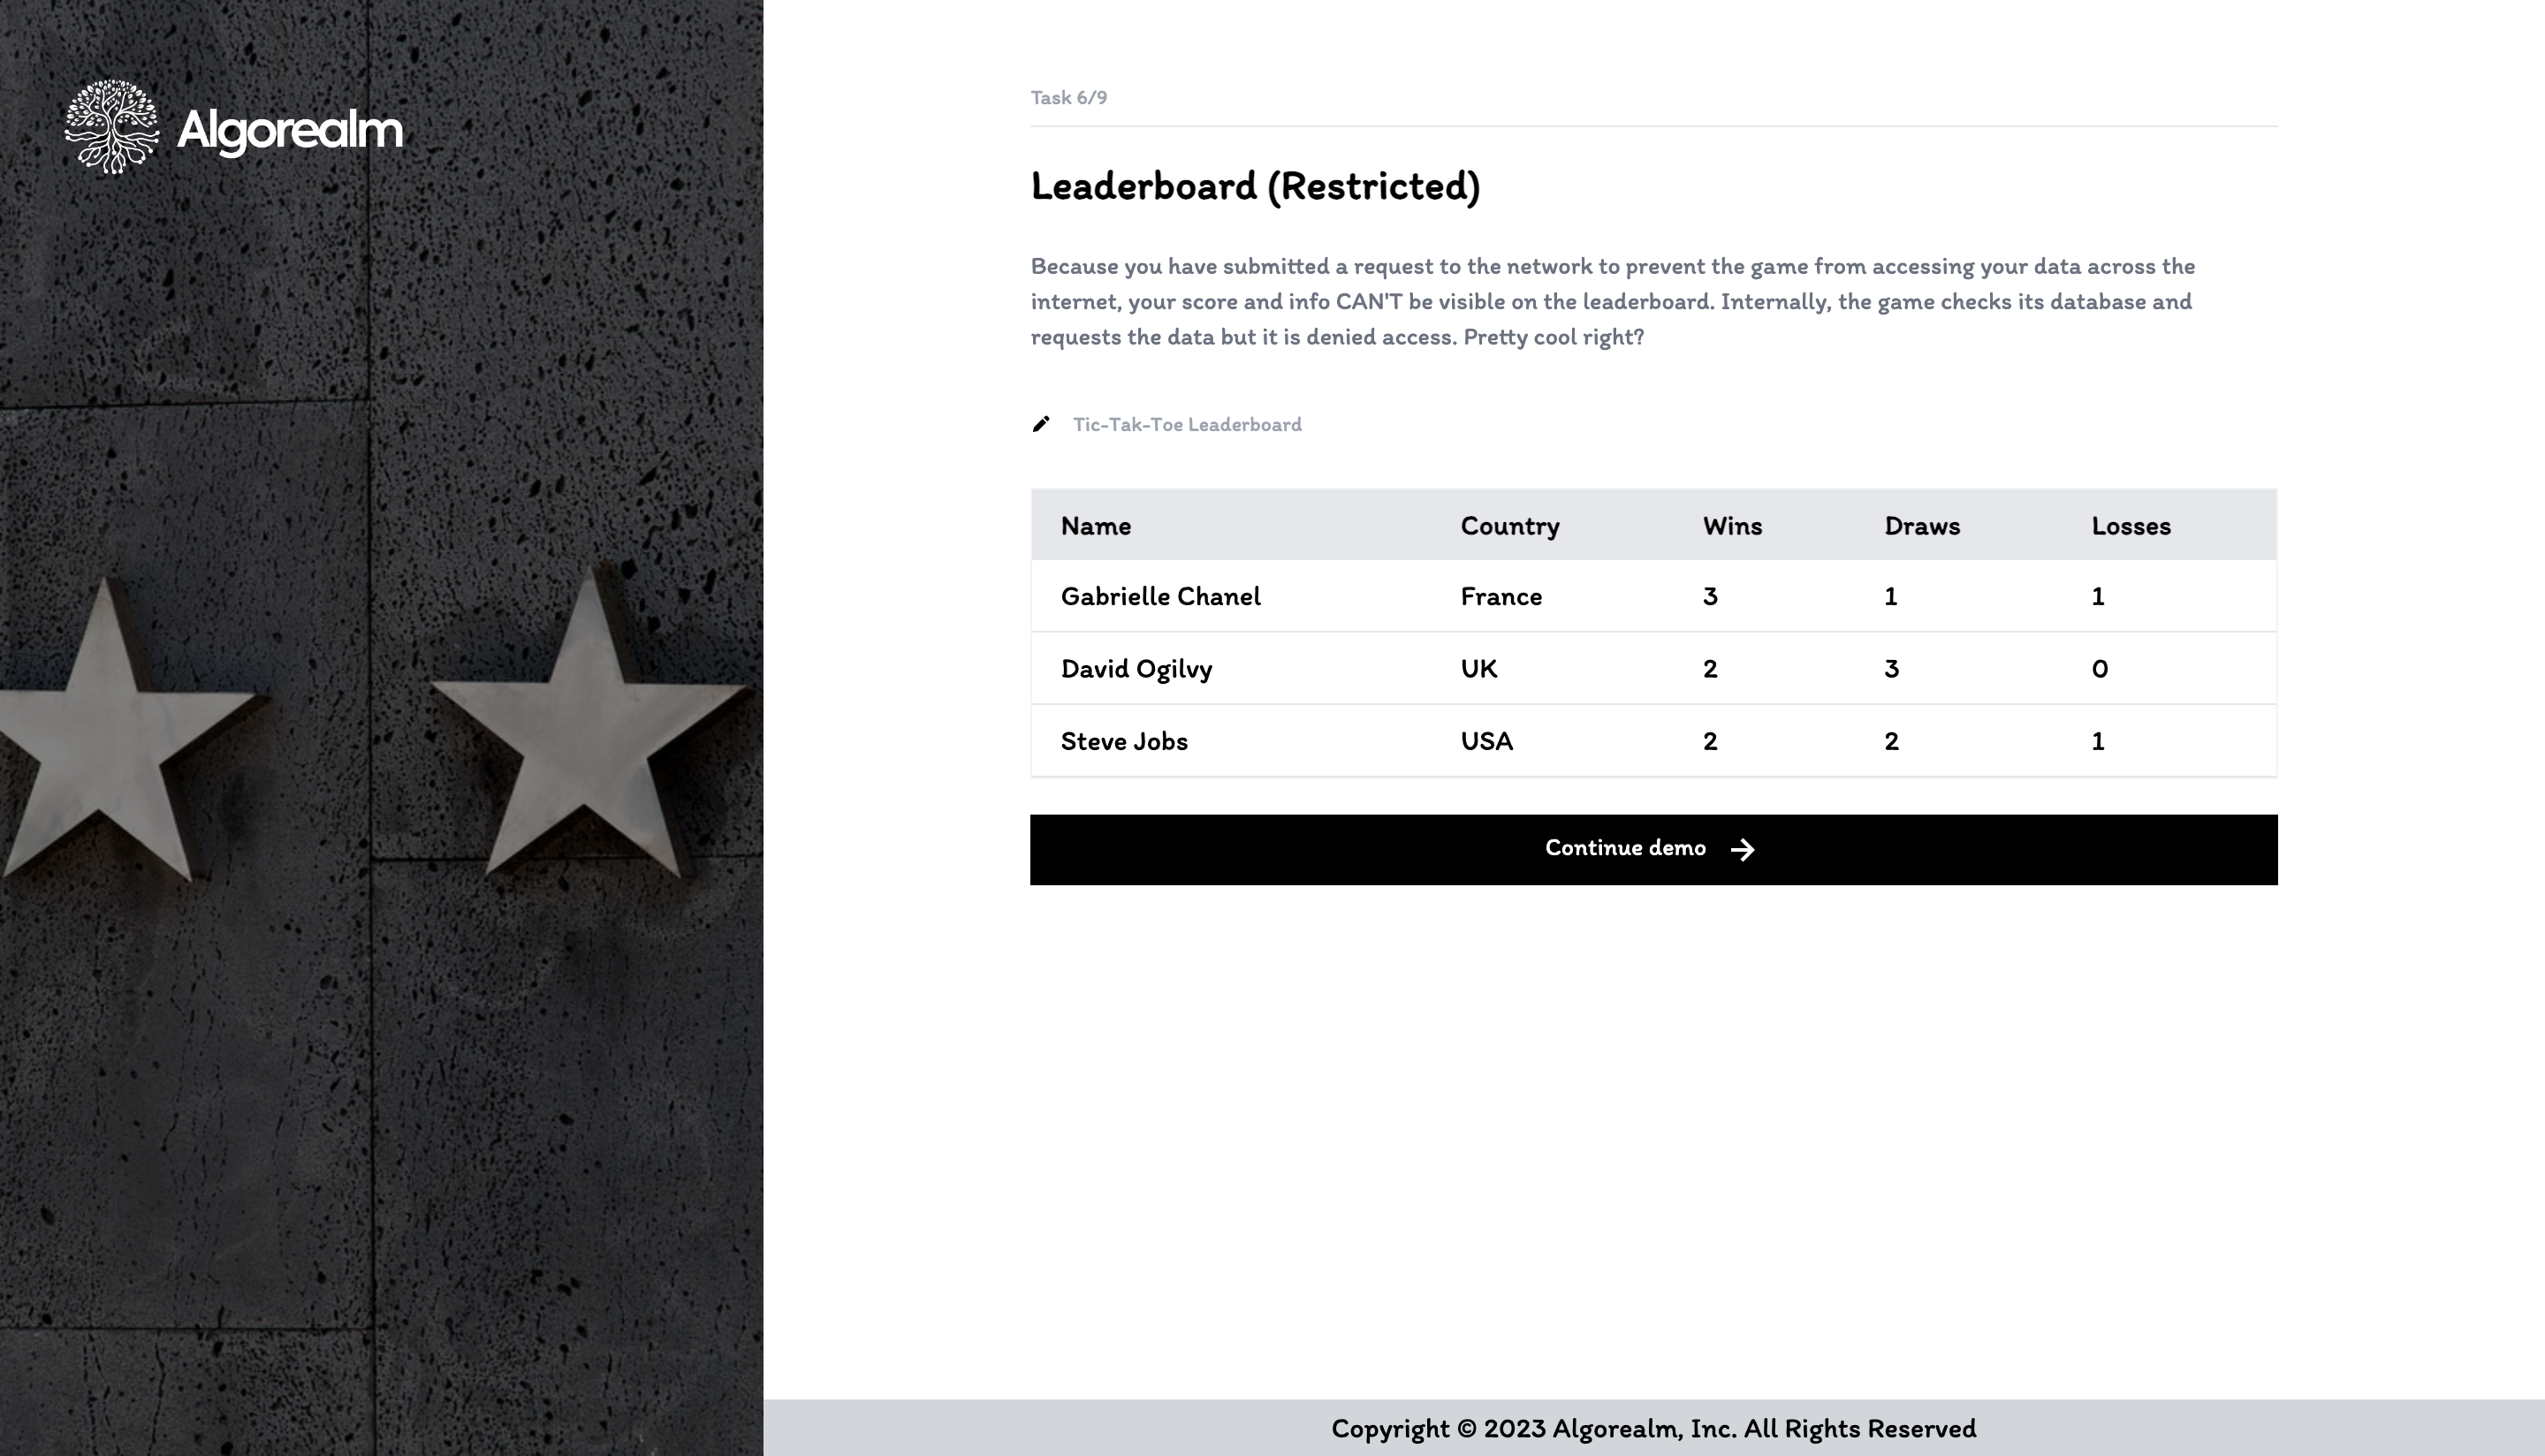 Algorealm
Task 6/9
Leaderboard (Restricted)
Because you have submitted a request to the network to prevent the game from accessing your data across the
internet, your score and info CAN'T be visible on the leaderboard. Internally, the game checks its database and
requests the data but it is denied access. Pretty cool right?
Tic-Tak-Toe Leaderboard
Name Country Wins Draws Losses
Gabrielle Chanel France 3 1 1
David Ogilvy UK 2 3 0
Steve Jobs USA 2 2 1
Continue demo
Copyright © 2023 Algorealm, Inc. All Rights Reserved